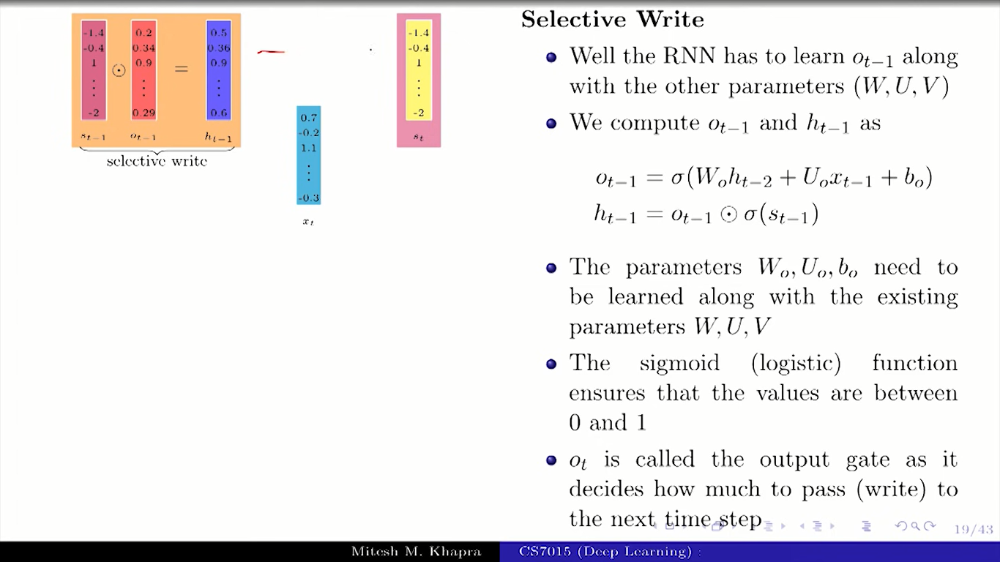 -1.4 0.2 0.5 -1.4
-0.4 0.34 0.36 -0.4
1 ⊙ 0.9 = 0.9 1
⋮ ⋮ ⋮ ⋮
-2 0.29 0.6 -2
s_{t−1} o_{t−1} h_{t−1} s_t
selective write
0.7
-0.2
1.1
⋮
-0.3
x_t
Selective Write
Well the RNN has to learn o_{t−1} along
with the other parameters (W, U, V)
We compute o_{t−1} and h_{t−1} as
o_{t−1} = σ(W_o h_{t−2} + U_o x_{t−1} + b_o)
h_{t−1} = o_{t−1} ⊙ σ(s_{t−1})
The parameters W_o, U_o, b_o need to
be learned along with the existing
parameters W, U, V
The sigmoid (logistic) function
ensures that the values are between
0 and 1
o_t is called the output gate as it
decides how much to pass (write) to
the next time step
19/43
Mitesh M. Khapra CS7015 (Deep Learning) :